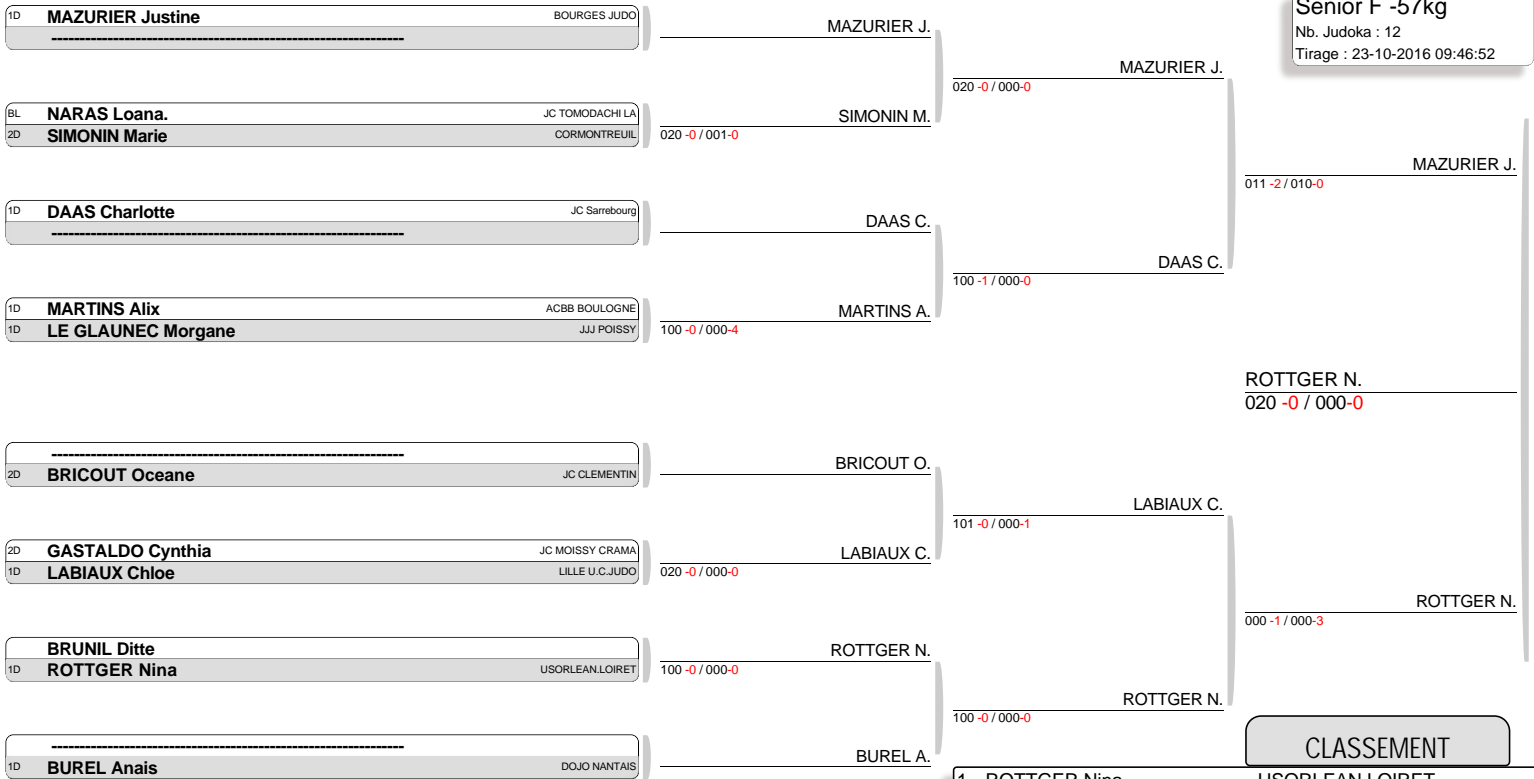 Senior F -57kg
Nb. Judoka : 12
Tirage : 23-10-2016 09:46:52
1D MAZURIER Justine BOURGES JUDO
------------------------------------------------------------------
BL NARAS Loana. JC TOMODACHI LA
2D SIMONIN Marie CORMONTREUIL
1D DAAS Charlotte JC Sarrebourg
------------------------------------------------------------------
1D MARTINS Alix ACBB BOULOGNE
1D LE GLAUNEC Morgane JJJ POISSY
------------------------------------------------------------------
2D BRICOUT Oceane JC CLEMENTIN
2D GASTALDO Cynthia JC MOISSY CRAMA
1D LABIAUX Chloe LILLE U.C.JUDO
BRUNIL Ditte
1D ROTTGER Nina USORLEAN.LOIRET
------------------------------------------------------------------
1D BUREL Anais DOJO NANTAIS
MAZURIER J.
SIMONIN M.
020 -0 / 001-0
DAAS C.
MARTINS A.
100 -0 / 000-4
BRICOUT O.
LABIAUX C.
020 -0 / 000-0
ROTTGER N.
100 -0 / 000-0
BUREL A.
MAZURIER J.
020 -0 / 000-0
DAAS C.
100 -1 / 000-0
LABIAUX C.
101 -0 / 000-1
ROTTGER N.
100 -0 / 000-0
MAZURIER J.
011 -2 / 010-0
ROTTGER N.
020 -0 / 000-0
ROTTGER N.
000 -1 / 000-3
CLASSEMENT
1 ROTTGER Nina USORLEAN.LOIRET